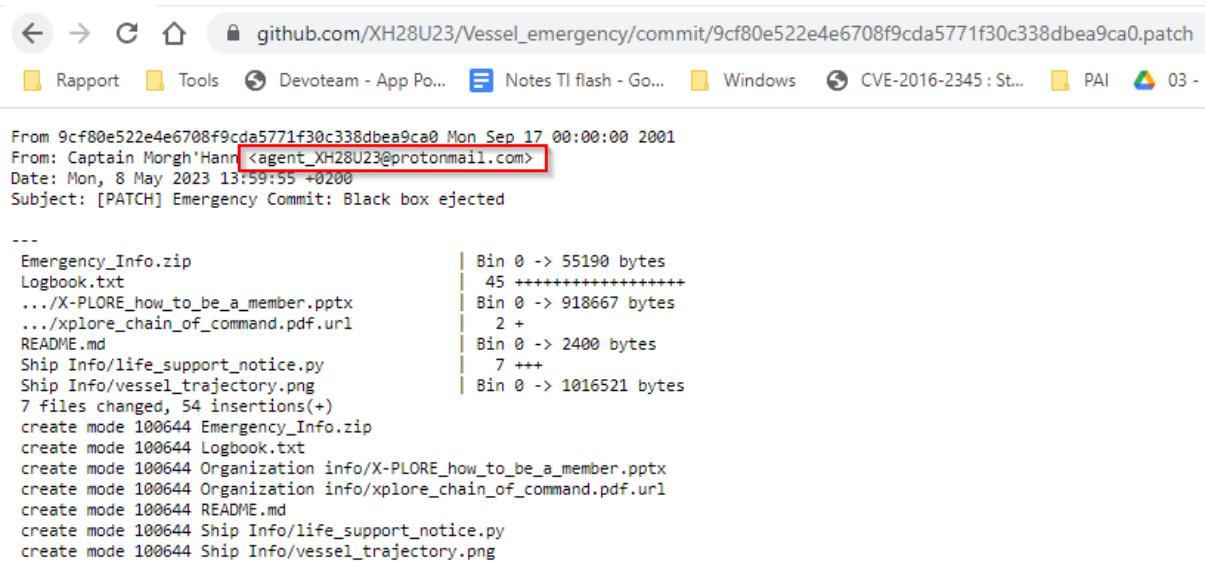 github.com/XH28U23/Vessel_emergency/commit/9cf80e522e4e6708f9cda5771f30c338dbea9ca0.patch
Rapport Tools Devoteam - App Po... Notes TI flash - Go... Windows CVE-2016-2345 : St... PAI 03 -
From 9cf80e522e4e6708f9cda5771f30c338dbea9ca0 Mon Sep 17 00:00:00 2001
From: Captain Morgh'Hann <agent_XH28U23@protonmail.com>
Date: Mon, 8 May 2023 13:59:55 +0200
Subject: [PATCH] Emergency Commit: Black box ejected
---
Emergency_Info.zip | Bin 0 -> 55190 bytes
Logbook.txt | 45 +++++++++++++++++++
.../X-PLORE_how_to_be_a_member.pptx | Bin 0 -> 918667 bytes
.../xplore_chain_of_command.pdf.url | 2 +
README.md | Bin 0 -> 2400 bytes
Ship Info/life_support_notice.py | 7 +++
Ship Info/vessel_trajectory.png | Bin 0 -> 1016521 bytes
7 files changed, 54 insertions(+)
create mode 100644 Emergency_Info.zip
create mode 100644 Logbook.txt
create mode 100644 Organization info/X-PLORE_how_to_be_a_member.pptx
create mode 100644 Organization info/xplore_chain_of_command.pdf.url
create mode 100644 README.md
create mode 100644 Ship Info/life_support_notice.py
create mode 100644 Ship Info/vessel_trajectory.png